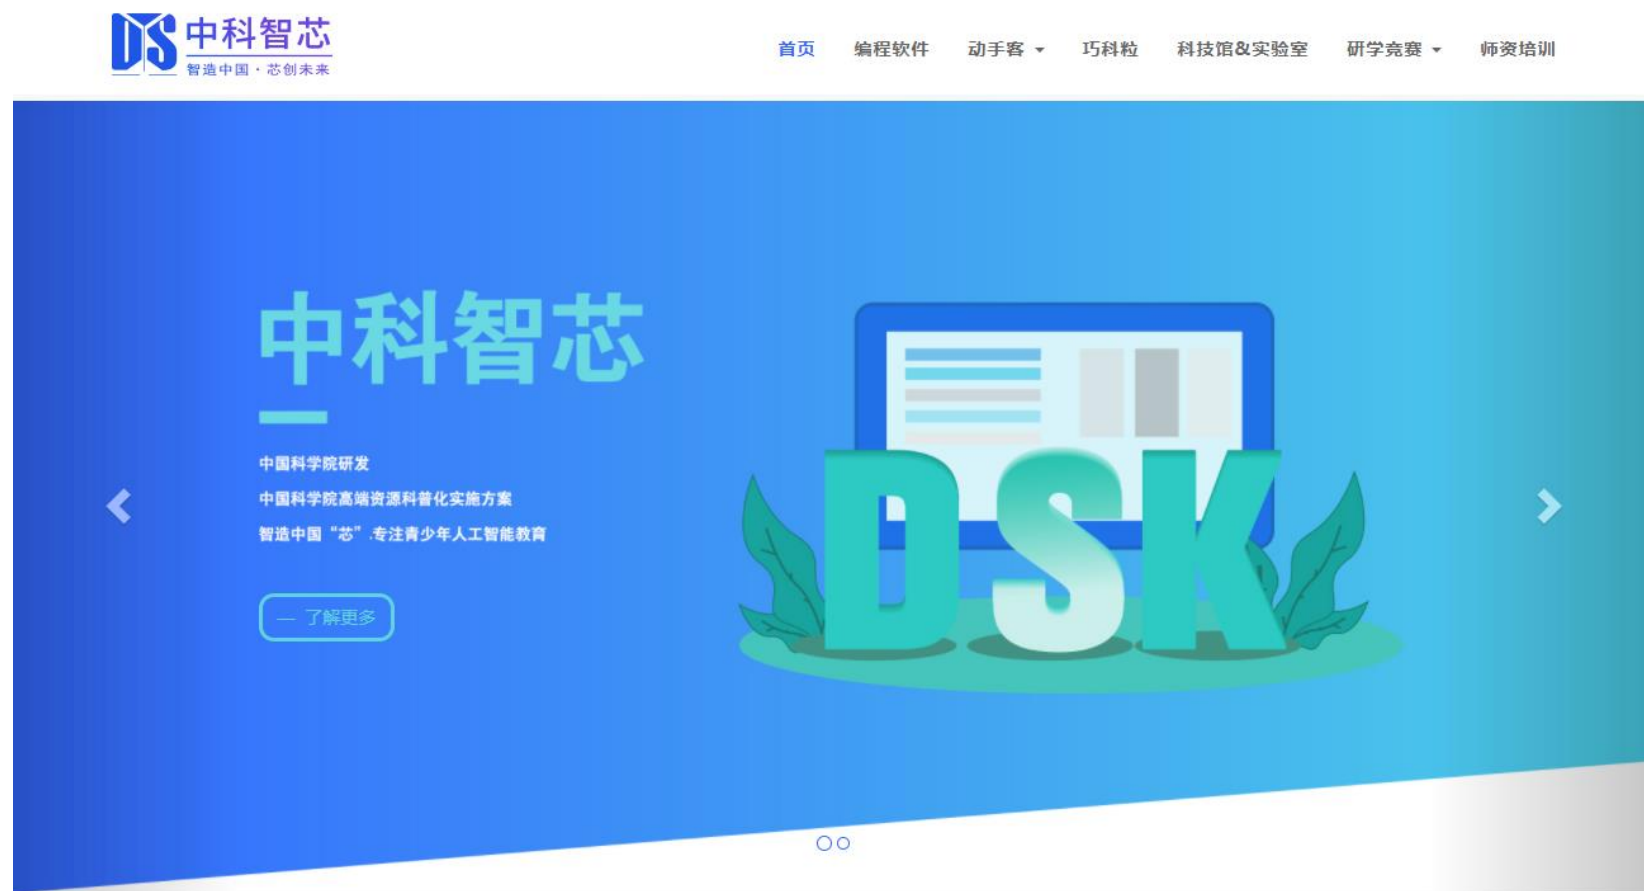 DS 中科智芯
智造中国·芯创未来
首页 编程软件 动手客 巧科粒 科技馆&实验室 研学竞赛 师资培训
中科智芯
中国科学院研发
中国科学院高端资源科普化实施方案
智造中国“芯”.专注青少年人工智能教育
— 了解更多
DSK